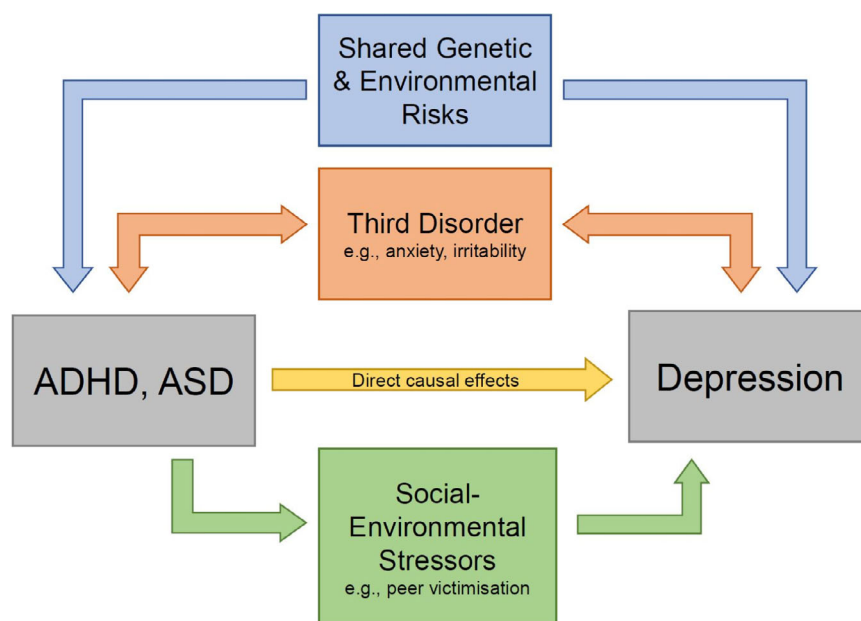 Shared Genetic
& Environmental
Risks
Third Disorder
e.g., anxiety, irritability
ADHD, ASD
Direct causal effects
Depression
Social-
Environmental
Stressors
e.g., peer victimisation